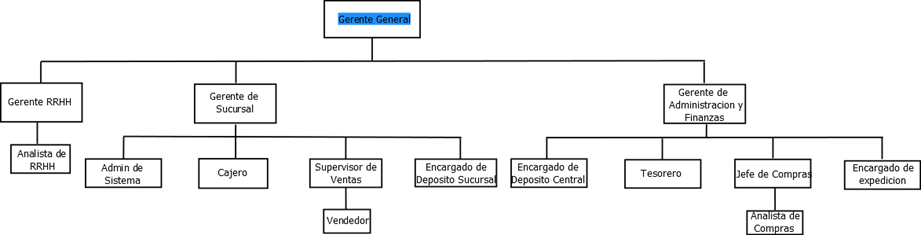 Gerente General
Gerente RRHH
Gerente de
Sucursal
Gerente de
Administracion y
Finanzas
Analista de
RRHH
Admin de
Sistema
Cajero
Supervisor de
Ventas
Encargado de
Deposito Sucursal
Encargado de
Deposito Central
Tesorero
Jefe de Compras
Encargado de
expedicion
Vendedor
Analista de
Compras